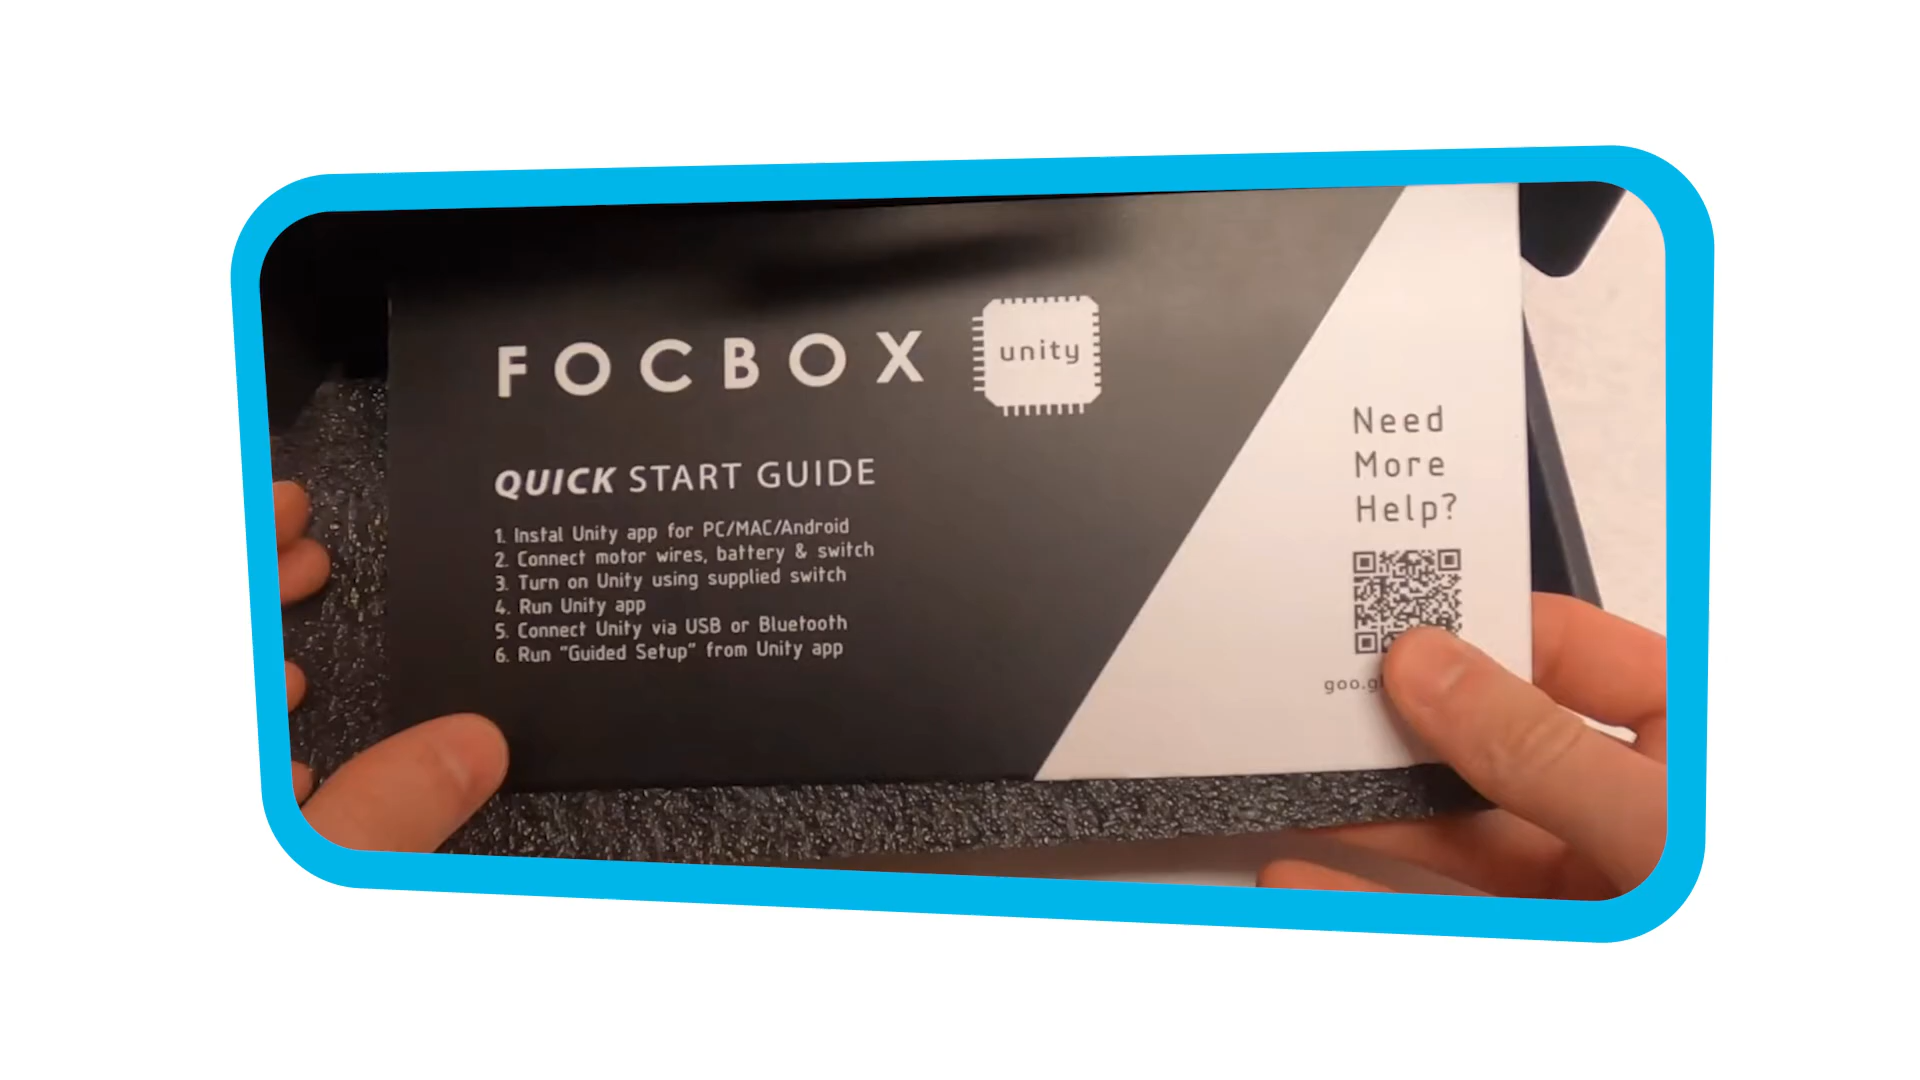 FOCBOX
unity
QUICK START GUIDE
1. Instal Unity app for PC/MAC/Android
2. Connect motor wires, battery & switch
3. Turn on Unity using supplied switch
4. Run Unity app
5. Connect Unity via USB or Bluetooth
6. Run "Guided Setup" from Unity app
Need
More
Help?